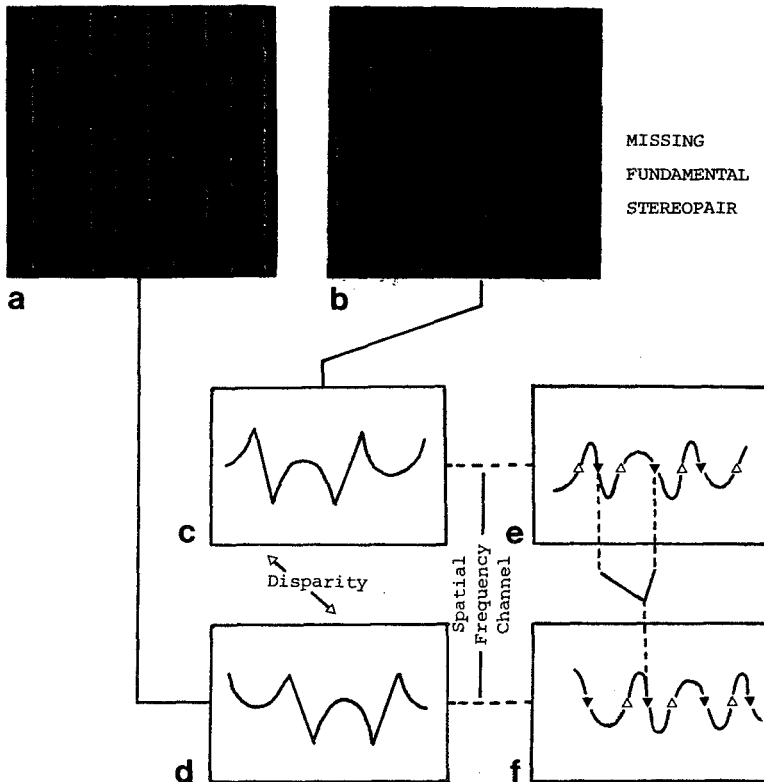 MISSING
FUNDAMENTAL
STEREOPAIR
a
b
c
e
Disparity
Spatial
Frequency
Channel
d
f